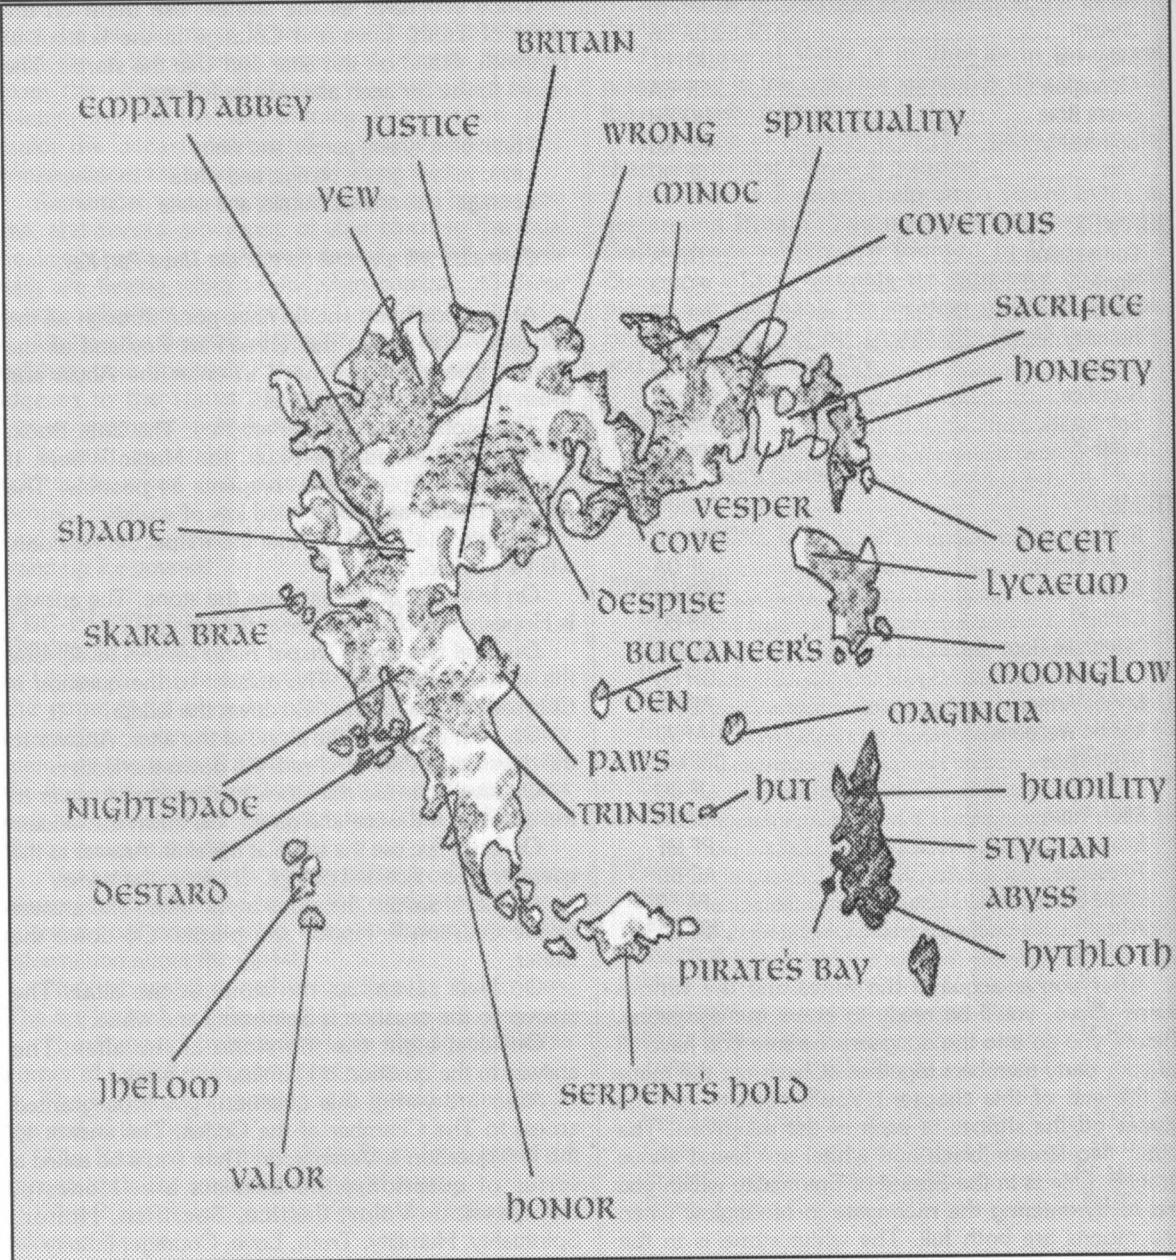 BRITAIN
EMPATH ABBEY
JUSTICE
WRONG
SPIRITUALITY
YEW
MINOC
COVETOUS
SACRIFICE
HONESTY
VESPER
SHAME
COVE
DECEIT
LYCAEUM
DESPISE
SKARA BRAE
BUCCANEER'S
DEN
MOONGLOW
MAGINCIA
PAWS
NIGHTSHADE
TRINSIC
HUT
HUMILITY
STYGIAN
ABYSS
DESTARD
PIRATE'S BAY
HYTHLOTH
JHELOM
SERPENT'S HOLD
VALOR
HONOR